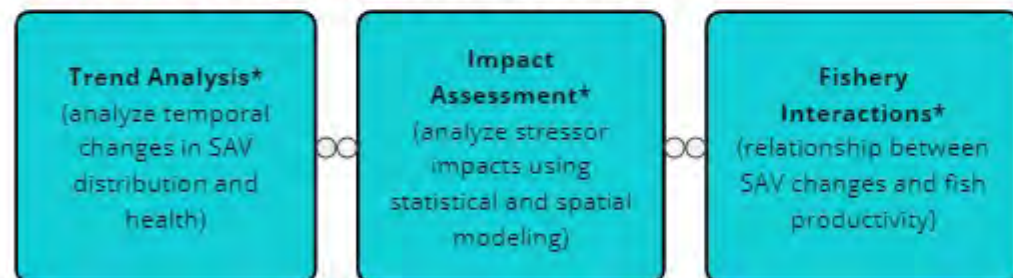 Trend Analysis*
(analyze temporal
changes in SAV
distribution and
health)
Impact
Assessment*
(analyze stressor
impacts using
statistical and spatial
modeling)
Fishery
Interactions*
(relationship between
SAV changes and fish
productivity)